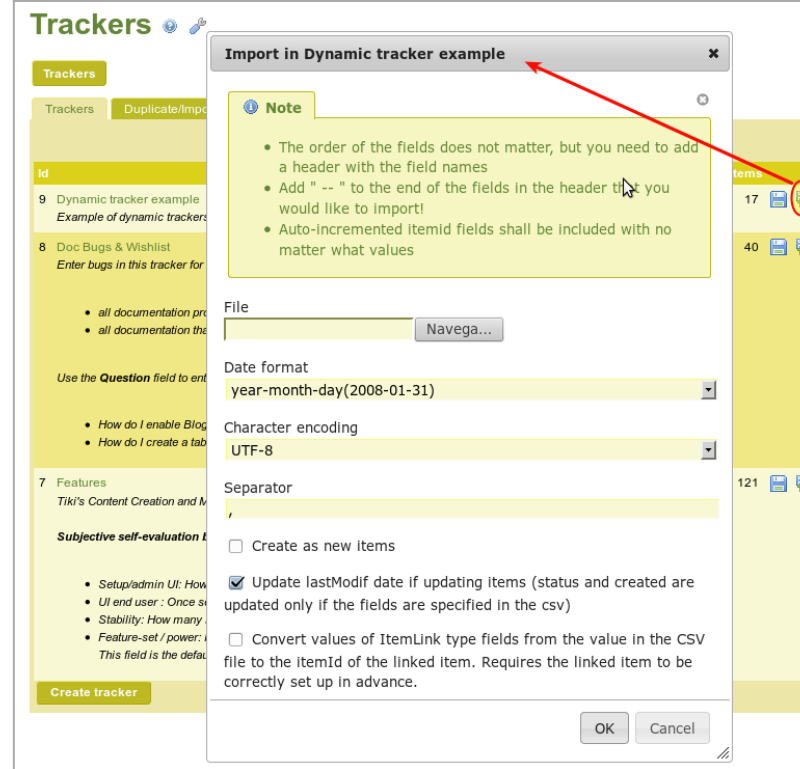 Trackers
Trackers
Trackers Duplicate/Impo
Id
9 Dynamic tracker example
Example of dynamic trackers
8 Doc Bugs & Wishlist
Enter bugs in this tracker for
• all documentation pro
• all documentation tha
Use the Question field to ent
• How do I enable Blog
• How do I create a tab
7 Features
Tiki's Content Creation and M
Subjective self-evaluation b
• Setup/admin UI: How
• UI end user : Once se
• Stability: How many
• Feature-set / power:
This field is the defau
Create tracker
Import in Dynamic tracker example
Note
• The order of the fields does not matter, but you need to add
a header with the field names
• Add " -- " to the end of the fields in the header that you
would like to import!
• Auto-incremented itemid fields shall be included with no
matter what values
File
Navega...
Date format
year-month-day(2008-01-31)
Character encoding
UTF-8
Separator
,
Create as new items
Update lastModif date if updating items (status and created are
updated only if the fields are specified in the csv)
Convert values of ItemLink type fields from the value in the CSV
file to the itemId of the linked item. Requires the linked item to be
correctly set up in advance.
OK Cancel
tems
17
40
121